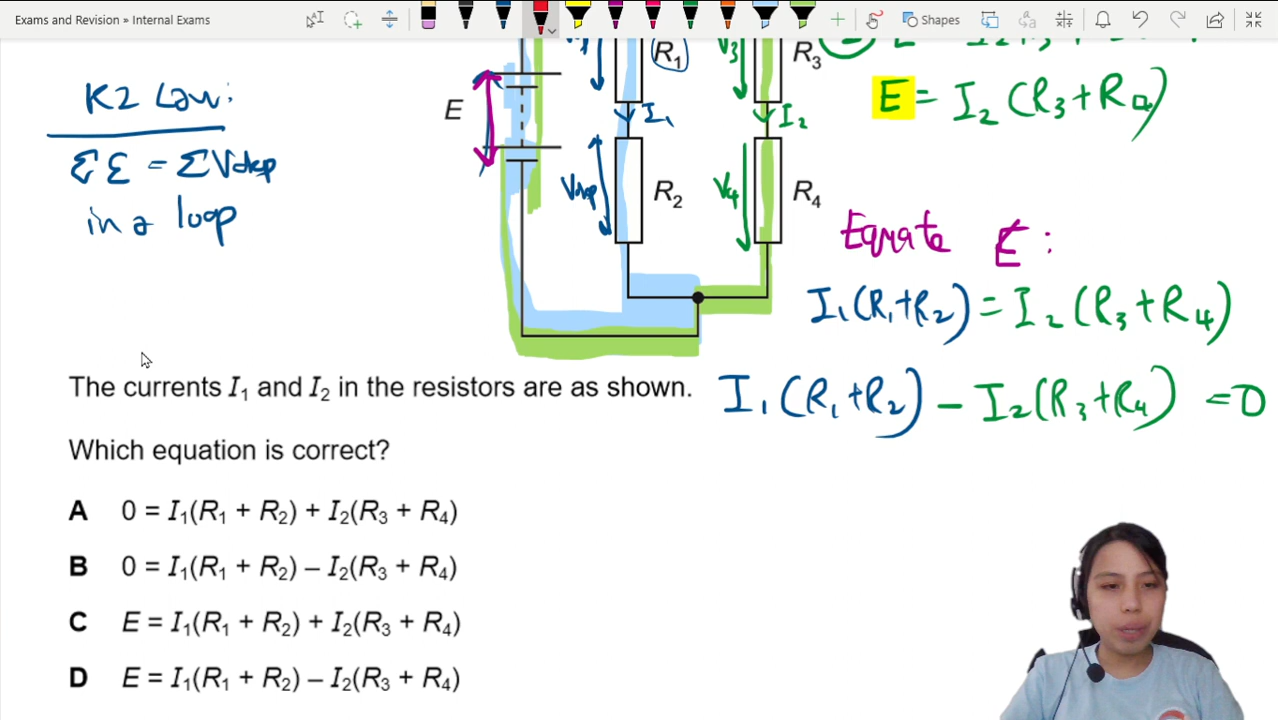 Exams and Revision » Internal Exams
Shapes
K2 Law:
Σ ε = Σ Vdrop
in a loop
E
R1
R3
V3
I1
I2
Vdrop
R2
V4
R4
E = I2 (R3+R4)
Equate E:
I1(R1+R2) = I2 (R3+R4)
The currents I1 and I2 in the resistors are as shown.
I1 (R1+R2) - I2(R3+R4) = 0
Which equation is correct?
A 0 = I1(R1 + R2) + I2(R3 + R4)
B 0 = I1(R1 + R2) – I2(R3 + R4)
C E = I1(R1 + R2) + I2(R3 + R4)
D E = I1(R1 + R2) – I2(R3 + R4)